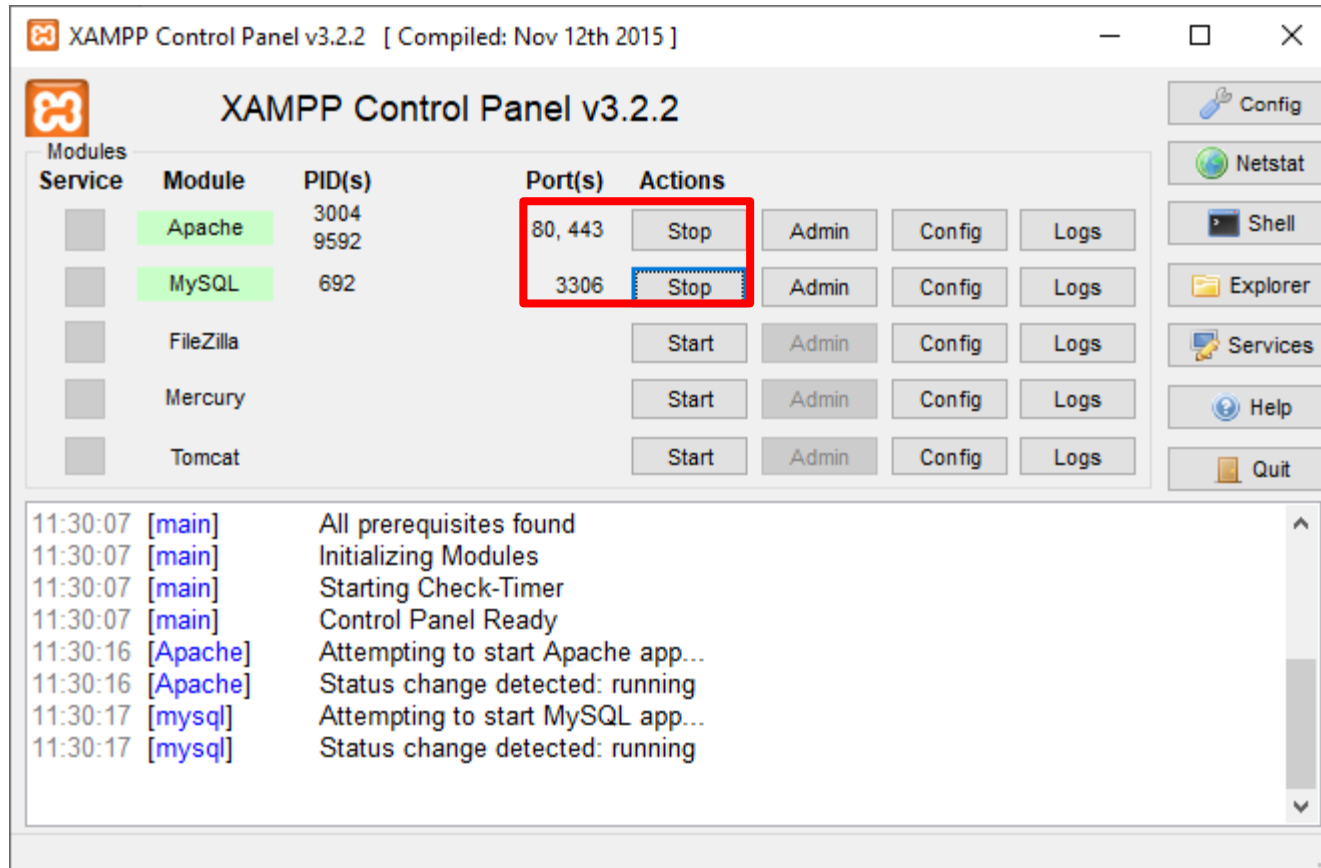 XAMPP Control Panel v3.2.2 [ Compiled: Nov 12th 2015 ]
XAMPP Control Panel v3.2.2
Config
Modules
Service Module PID(s) Port(s) Actions
Netstat
Apache 3004 9592 80, 443 Stop Admin Config Logs
Shell
MySQL 692 3306 Stop Admin Config Logs
Explorer
FileZilla Start Admin Config Logs
Services
Mercury Start Admin Config Logs
Help
Tomcat Start Admin Config Logs
Quit
11:30:07 [main] All prerequisites found
11:30:07 [main] Initializing Modules
11:30:07 [main] Starting Check-Timer
11:30:07 [main] Control Panel Ready
11:30:16 [Apache] Attempting to start Apache app...
11:30:16 [Apache] Status change detected: running
11:30:17 [mysql] Attempting to start MySQL app...
11:30:17 [mysql] Status change detected: running